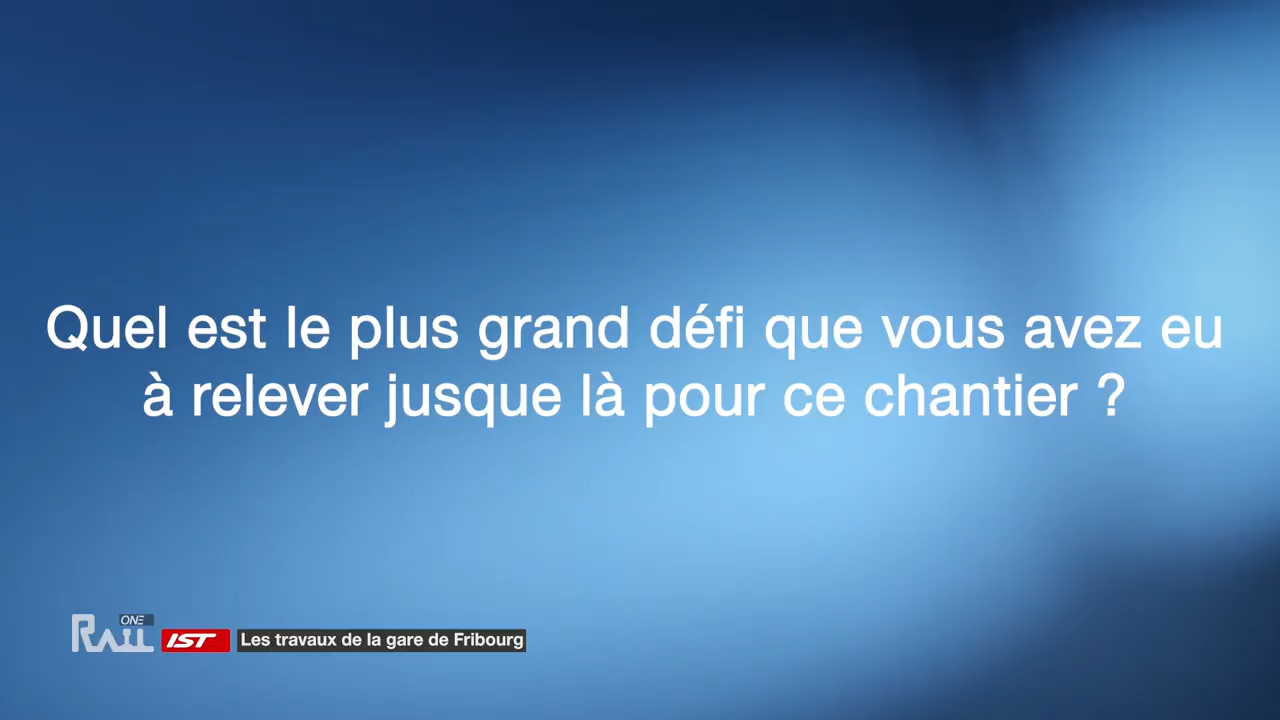 Quel est le plus grand défi que vous avez eu
à relever jusque là pour ce chantier ?
ONE
RAIL IST Les travaux de la gare de Fribourg